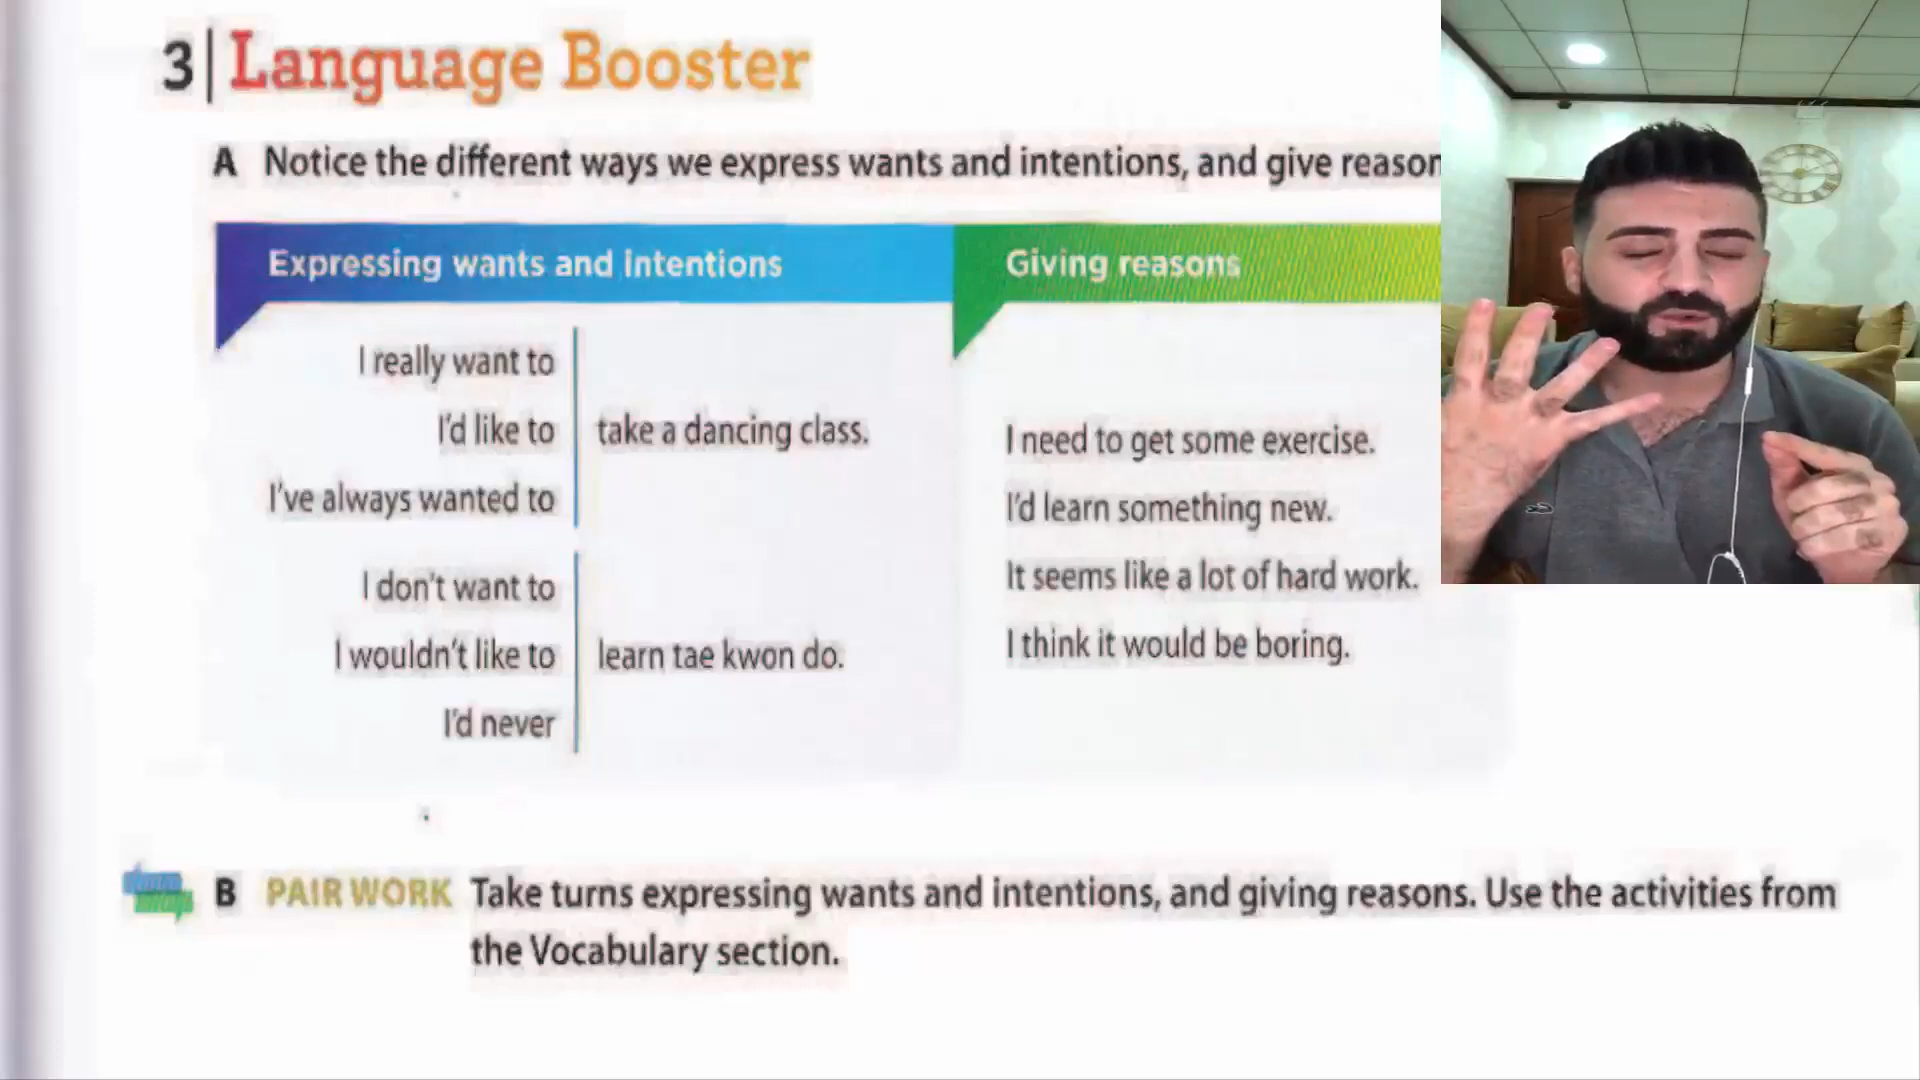 3 Language Booster
A Notice the different ways we express wants and intentions, and give reason
Expressing wants and intentions
I really want to
I'd like to
I've always wanted to
take a dancing class.
I don't want to
I wouldn't like to
I'd never
learn tae kwon do.
Giving reasons
I need to get some exercise.
I'd learn something new.
It seems like a lot of hard work.
I think it would be boring.
B PAIR WORK Take turns expressing wants and intentions, and giving reasons. Use the activities from
the Vocabulary section.